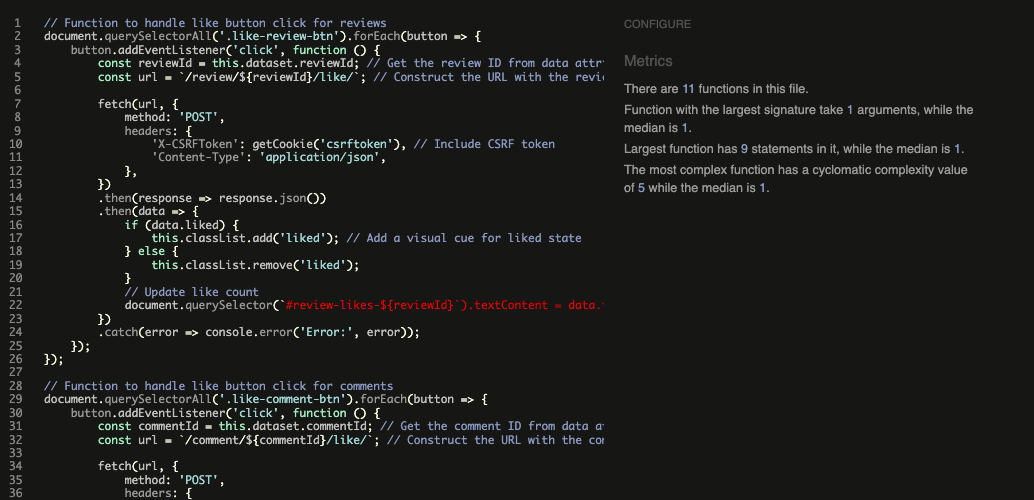 1 // Function to handle like button click for reviews
2 document.querySelectorAll('.like-review-btn').forEach(button => {
3 button.addEventListener('click', function () {
4 const reviewId = this.dataset.reviewId; // Get the review ID from data attr
5 const url = `/review/${reviewId}/like/`; // Construct the URL with the revi
6
7 fetch(url, {
8 method: 'POST',
9 headers: {
10 'X-CSRFToken': getCookie('csrftoken'), // Include CSRF token
11 'Content-Type': 'application/json',
12 },
13 })
14 .then(response => response.json())
15 .then(data => {
16 if (data.liked) {
17 this.classList.add('liked'); // Add a visual cue for liked state
18 } else {
19 this.classList.remove('liked');
20 }
21 // Update like count
22 document.querySelector(`#review-likes-${reviewId}`).textContent = data.
23 })
24 .catch(error => console.error('Error:', error));
25 });
26 });
27
28 // Function to handle like button click for comments
29 document.querySelectorAll('.like-comment-btn').forEach(button => {
30 button.addEventListener('click', function () {
31 const commentId = this.dataset.commentId; // Get the comment ID from data a
32 const url = `/comment/${commentId}/like/`; // Construct the URL with the co
33
34 fetch(url, {
35 method: 'POST',
36 headers: {
CONFIGURE
Metrics
There are 11 functions in this file.
Function with the largest signature take 1 arguments, while the
median is 1.
Largest function has 9 statements in it, while the median is 1.
The most complex function has a cyclomatic complexity value
of 5 while the median is 1.